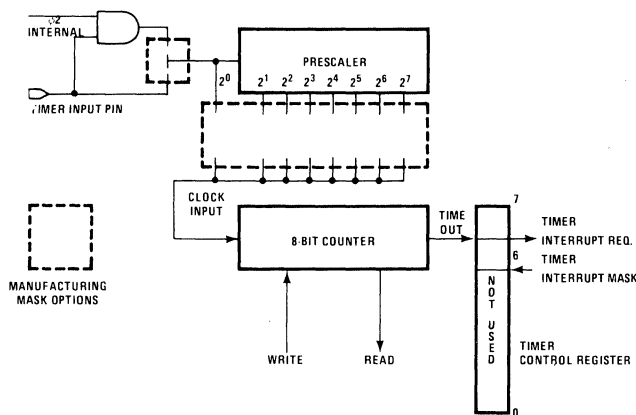 ϕ2
INTERNAL
TIMER INPUT PIN
PRESCALER
2⁰ 2¹ 2² 2³ 2⁴ 2⁵ 2⁶ 2⁷
CLOCK
INPUT
8-BIT COUNTER
TIME
OUT
WRITE
READ
MANUFACTURING
MASK OPTIONS
7
TIMER
INTERRUPT REQ.
6
TIMER
INTERRUPT MASK
NOT USED
TIMER
CONTROL REGISTER
0